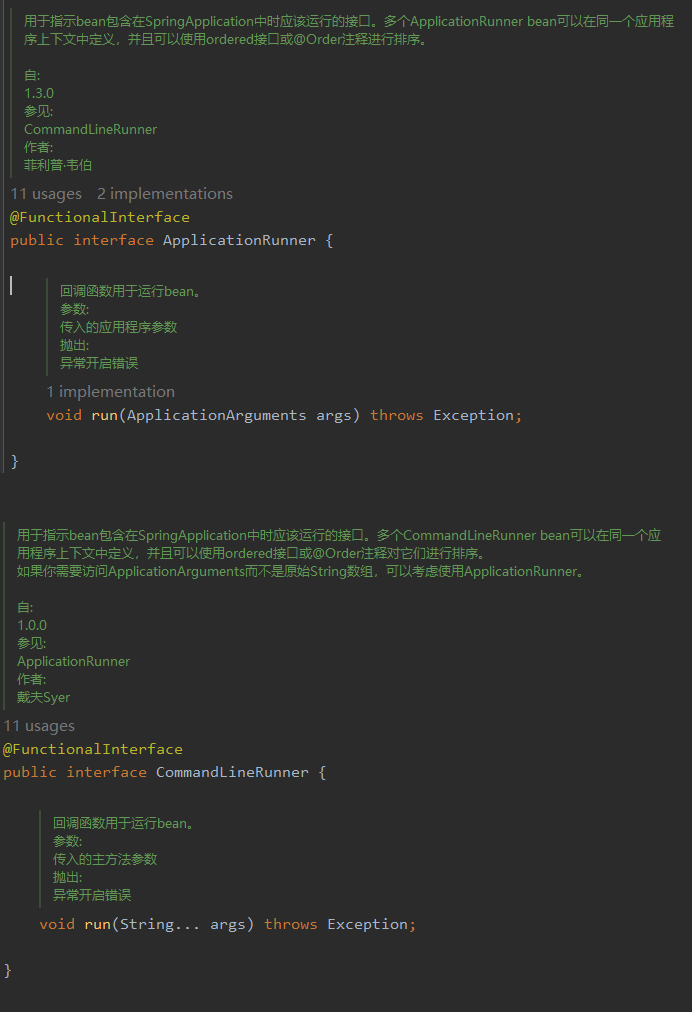 用于指示bean包含在SpringApplication中时应该运行的接口。多个ApplicationRunner bean可以在同一个应用程
序上下文中定义，并且可以使用ordered接口或@Order注释进行排序。
自:
1.3.0
参见:
CommandLineRunner
作者:
菲利普·韦伯
11 usages 2 implementations
@FunctionalInterface
public interface ApplicationRunner {
回调函数用于运行bean。
参数:
传入的应用程序参数
抛出:
异常开启错误
1 implementation
void run(ApplicationArguments args) throws Exception;
}
用于指示bean包含在SpringApplication中时应该运行的接口。多个CommandLineRunner bean可以在同一个应
用程序上下文中定义，并且可以使用ordered接口或@Order注释对它们进行排序。
如果你需要访问ApplicationArguments而不是原始String数组，可以考虑使用ApplicationRunner。
自:
1.0.0
参见:
ApplicationRunner
作者:
戴夫Syer
11 usages
@FunctionalInterface
public interface CommandLineRunner {
回调函数用于运行bean。
参数:
传入的主方法参数
抛出:
异常开启错误
void run(String... args) throws Exception;
}